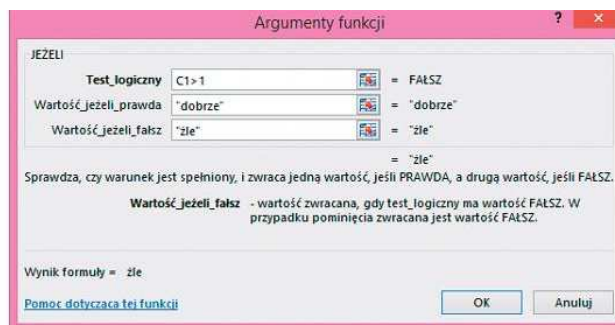 Argumenty funkcji ? ×
JEŻELI
Test_logiczny C1>1 = FAŁSZ
Wartość_jeżeli_prawda "dobrze" = "dobrze"
Wartość_jeżeli_fałsz "źle" = "źle"
= "źle"
Sprawdza, czy warunek jest spełniony, i zwraca jedną wartość, jeśli PRAWDA, a drugą wartość, jeśli FAŁSZ.
Wartość_jeżeli_fałsz - wartość zwracana, gdy test_logiczny ma wartość FAŁSZ. W
przypadku pominięcia zwracana jest wartość FAŁSZ.
Wynik formuły = źle
Pomoc dotycząca tej funkcji OK Anuluj